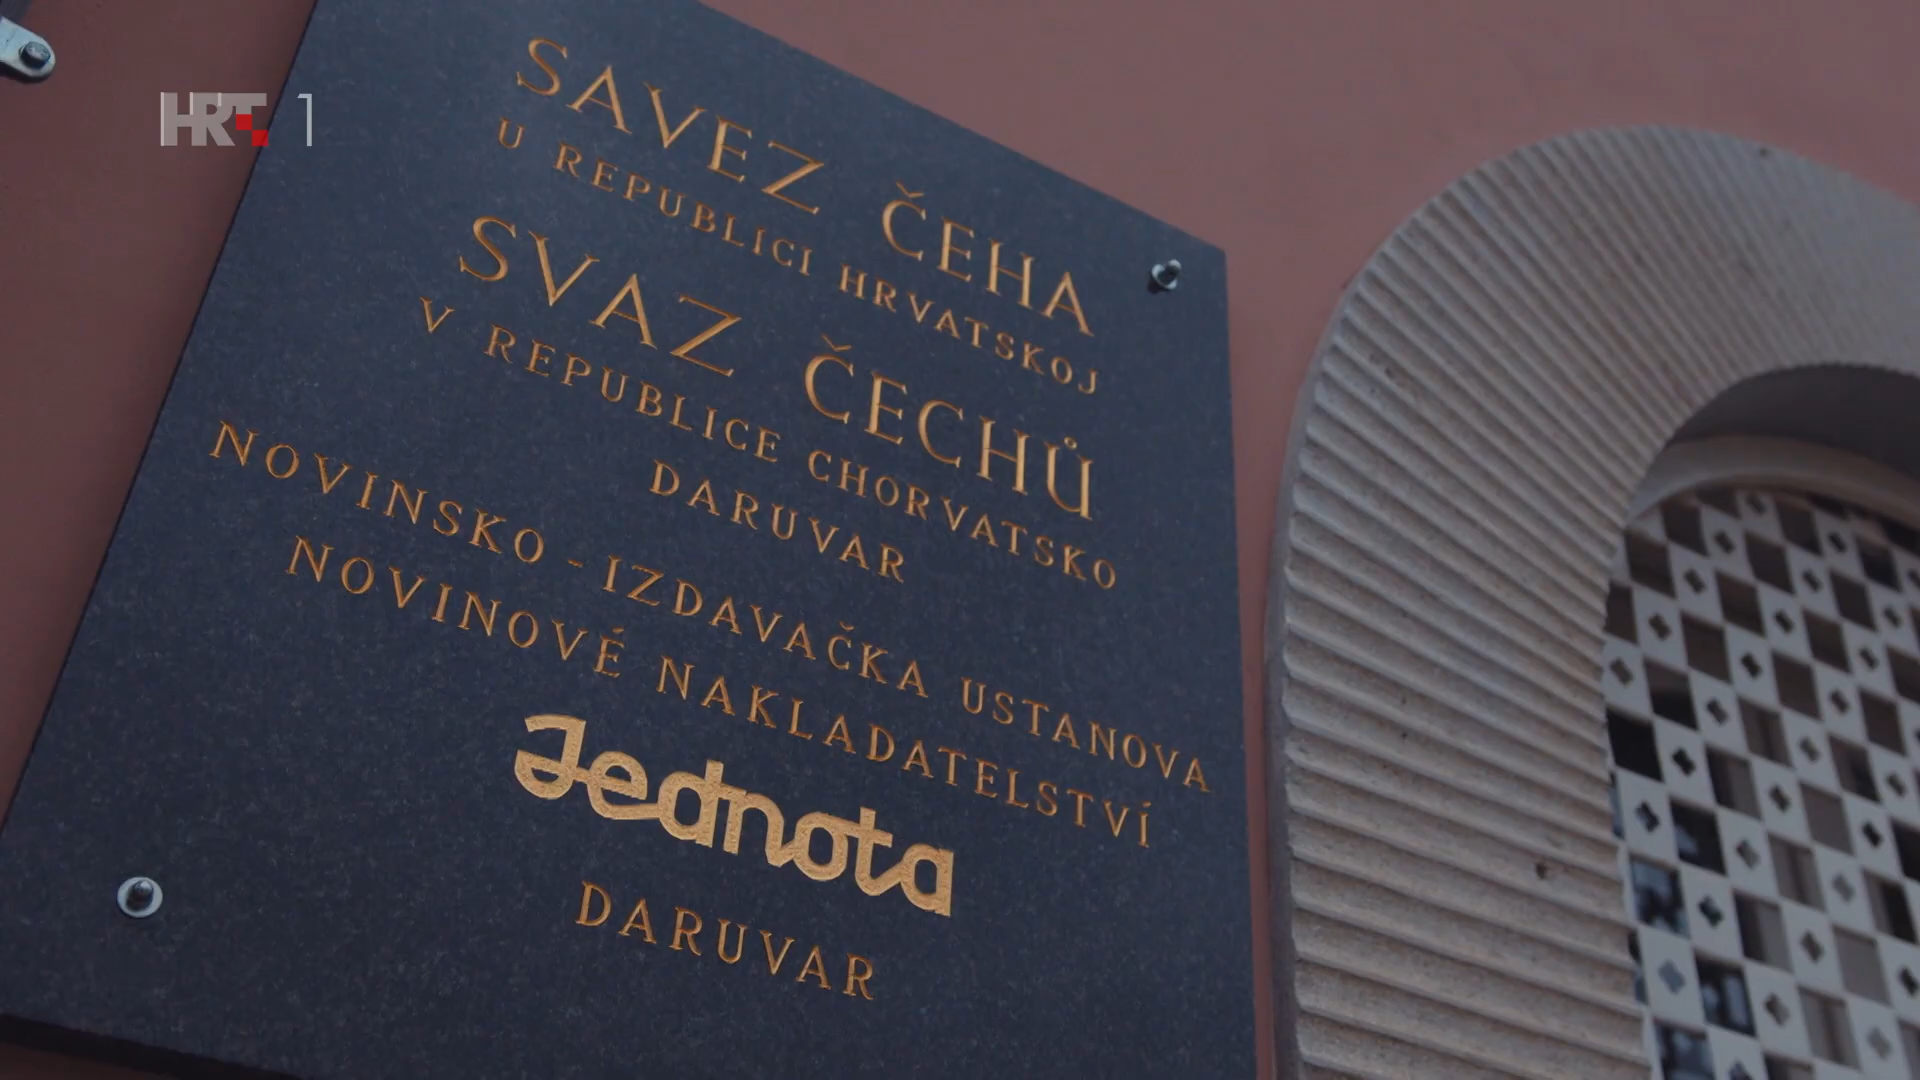 HRT 1
SAVEZ ČEHA
U REPUBLICI HRVATSKOJ
SVAZ ČECHŮ
V REPUBLICE CHORVATSKO
DARUVAR
NOVINSKO - IZDAVAČKA USTANOVA
NOVINOVÉ NAKLADATELSTVÍ
Jednota
DARUVAR